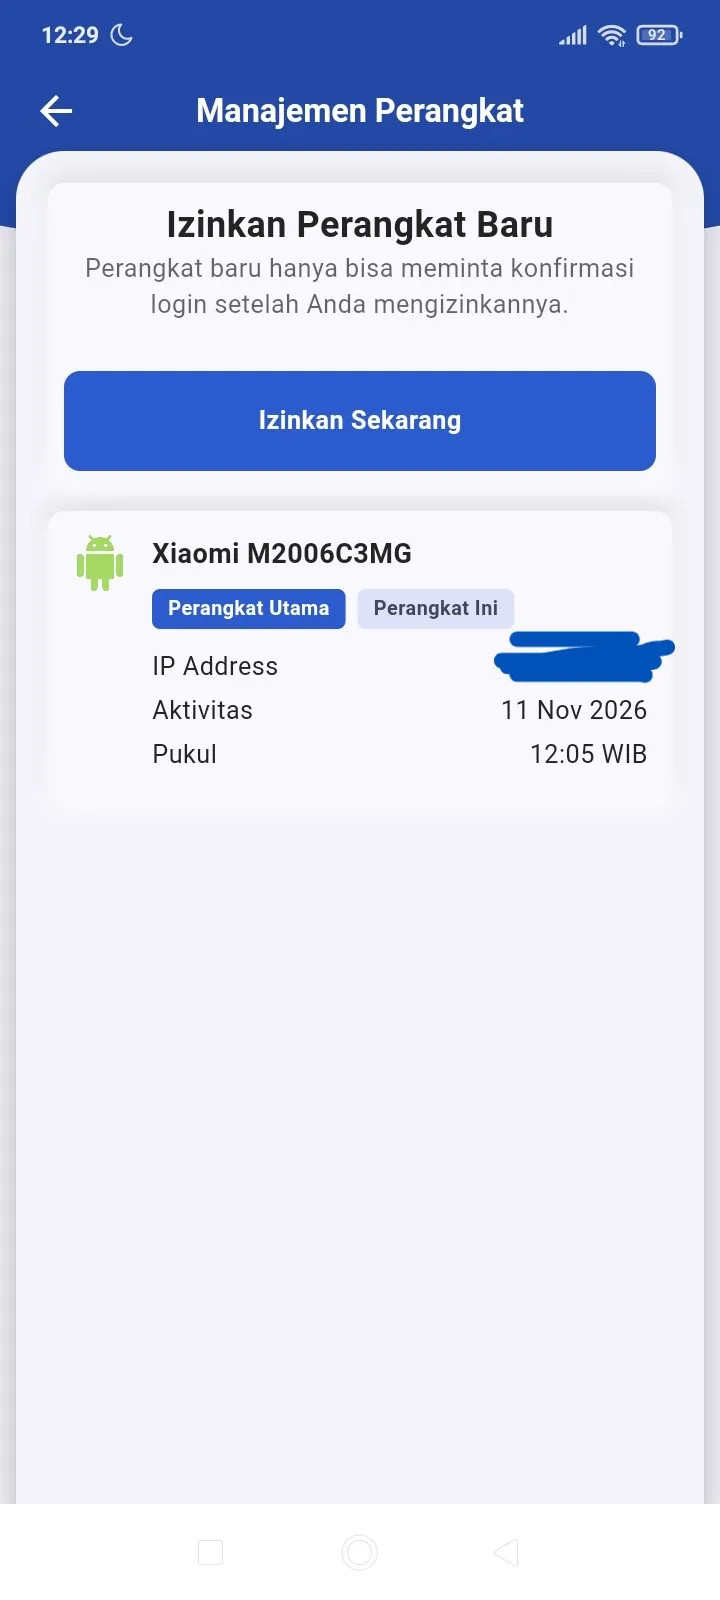 12:29
92
Manajemen Perangkat
Izinkan Perangkat Baru
Perangkat baru hanya bisa meminta konfirmasi
login setelah Anda mengizinkannya.
Izinkan Sekarang
Xiaomi M2006C3MG
Perangkat Utama Perangkat Ini
IP Address
Aktivitas 11 Nov 2026
Pukul 12:05 WIB